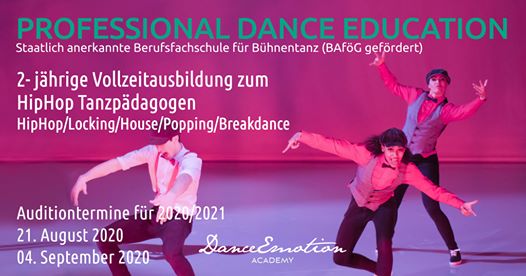 PROFESSIONAL DANCE EDUCATION
Staatlich anerkannte Berufsfachschule für Bühnentanz (BAföG gefördert)
2- jährige Vollzeitausbildung zum
HipHop Tanzpädagogen
HipHop/Locking/House/Popping/Breakdance
Auditiontermine für 2020/2021
21. August 2020
04. September 2020
DanceEmotion
ACADEMY